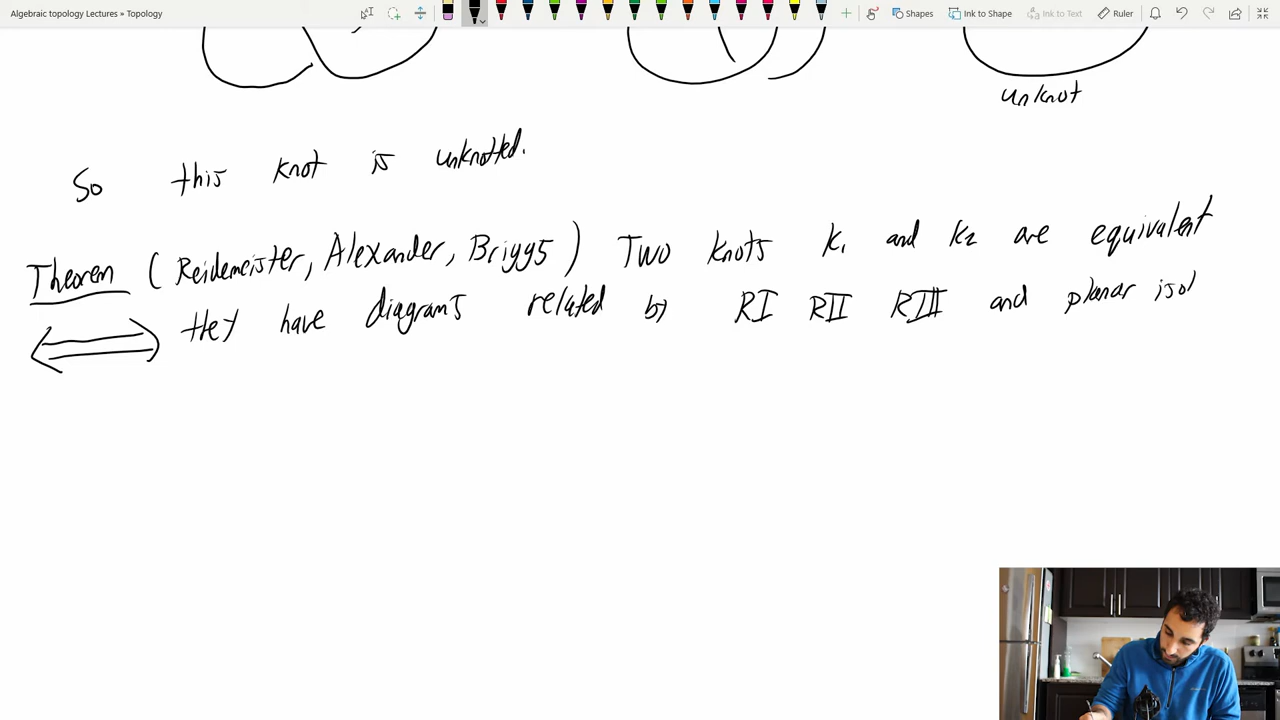 Algebraic topology Lectures » Topology
Shapes Ink to Shape Ink to Text Ruler
unknot
So this knot is unknotted.
Theorem (Reidemeister, Alexander, Briggs) Two knots K1 and K2 are equivalent
they have diagrams related by RI RII RIII and planar isot